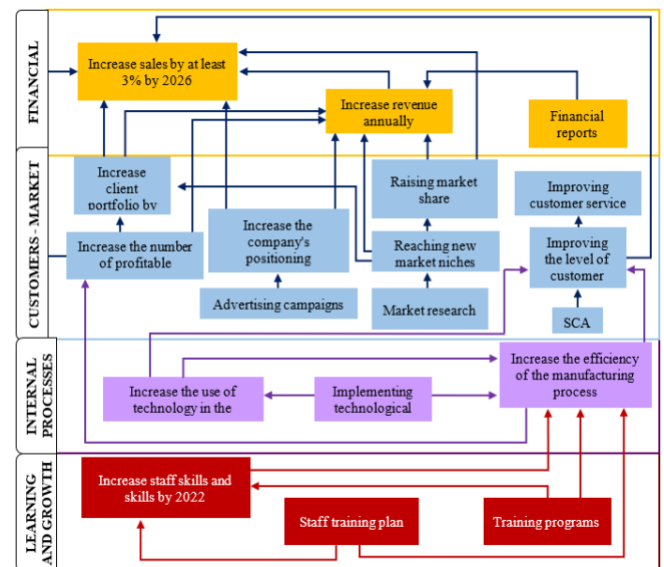 FINANCIAL
Increase sales by at least
3% by 2026
Increase revenue
annually
Financial
reports
CUSTOMERS - MARKET
Increase
client
portfolio by
Raising market
share
Improving
customer service
Increase the number
of profitable
Increase the
company's
positioning
Reaching new
market niches
Improving
the level of
customer
Advertising campaigns
Market research
SCA
INTERNAL
PROCESSES
Increase the use of
technology in the
Implementing
technological
Increase the efficiency
of the manufacturing
process
LEARNING
AND GROWTH
Increase staff skills and
skills by 2022
Staff training plan
Training programs